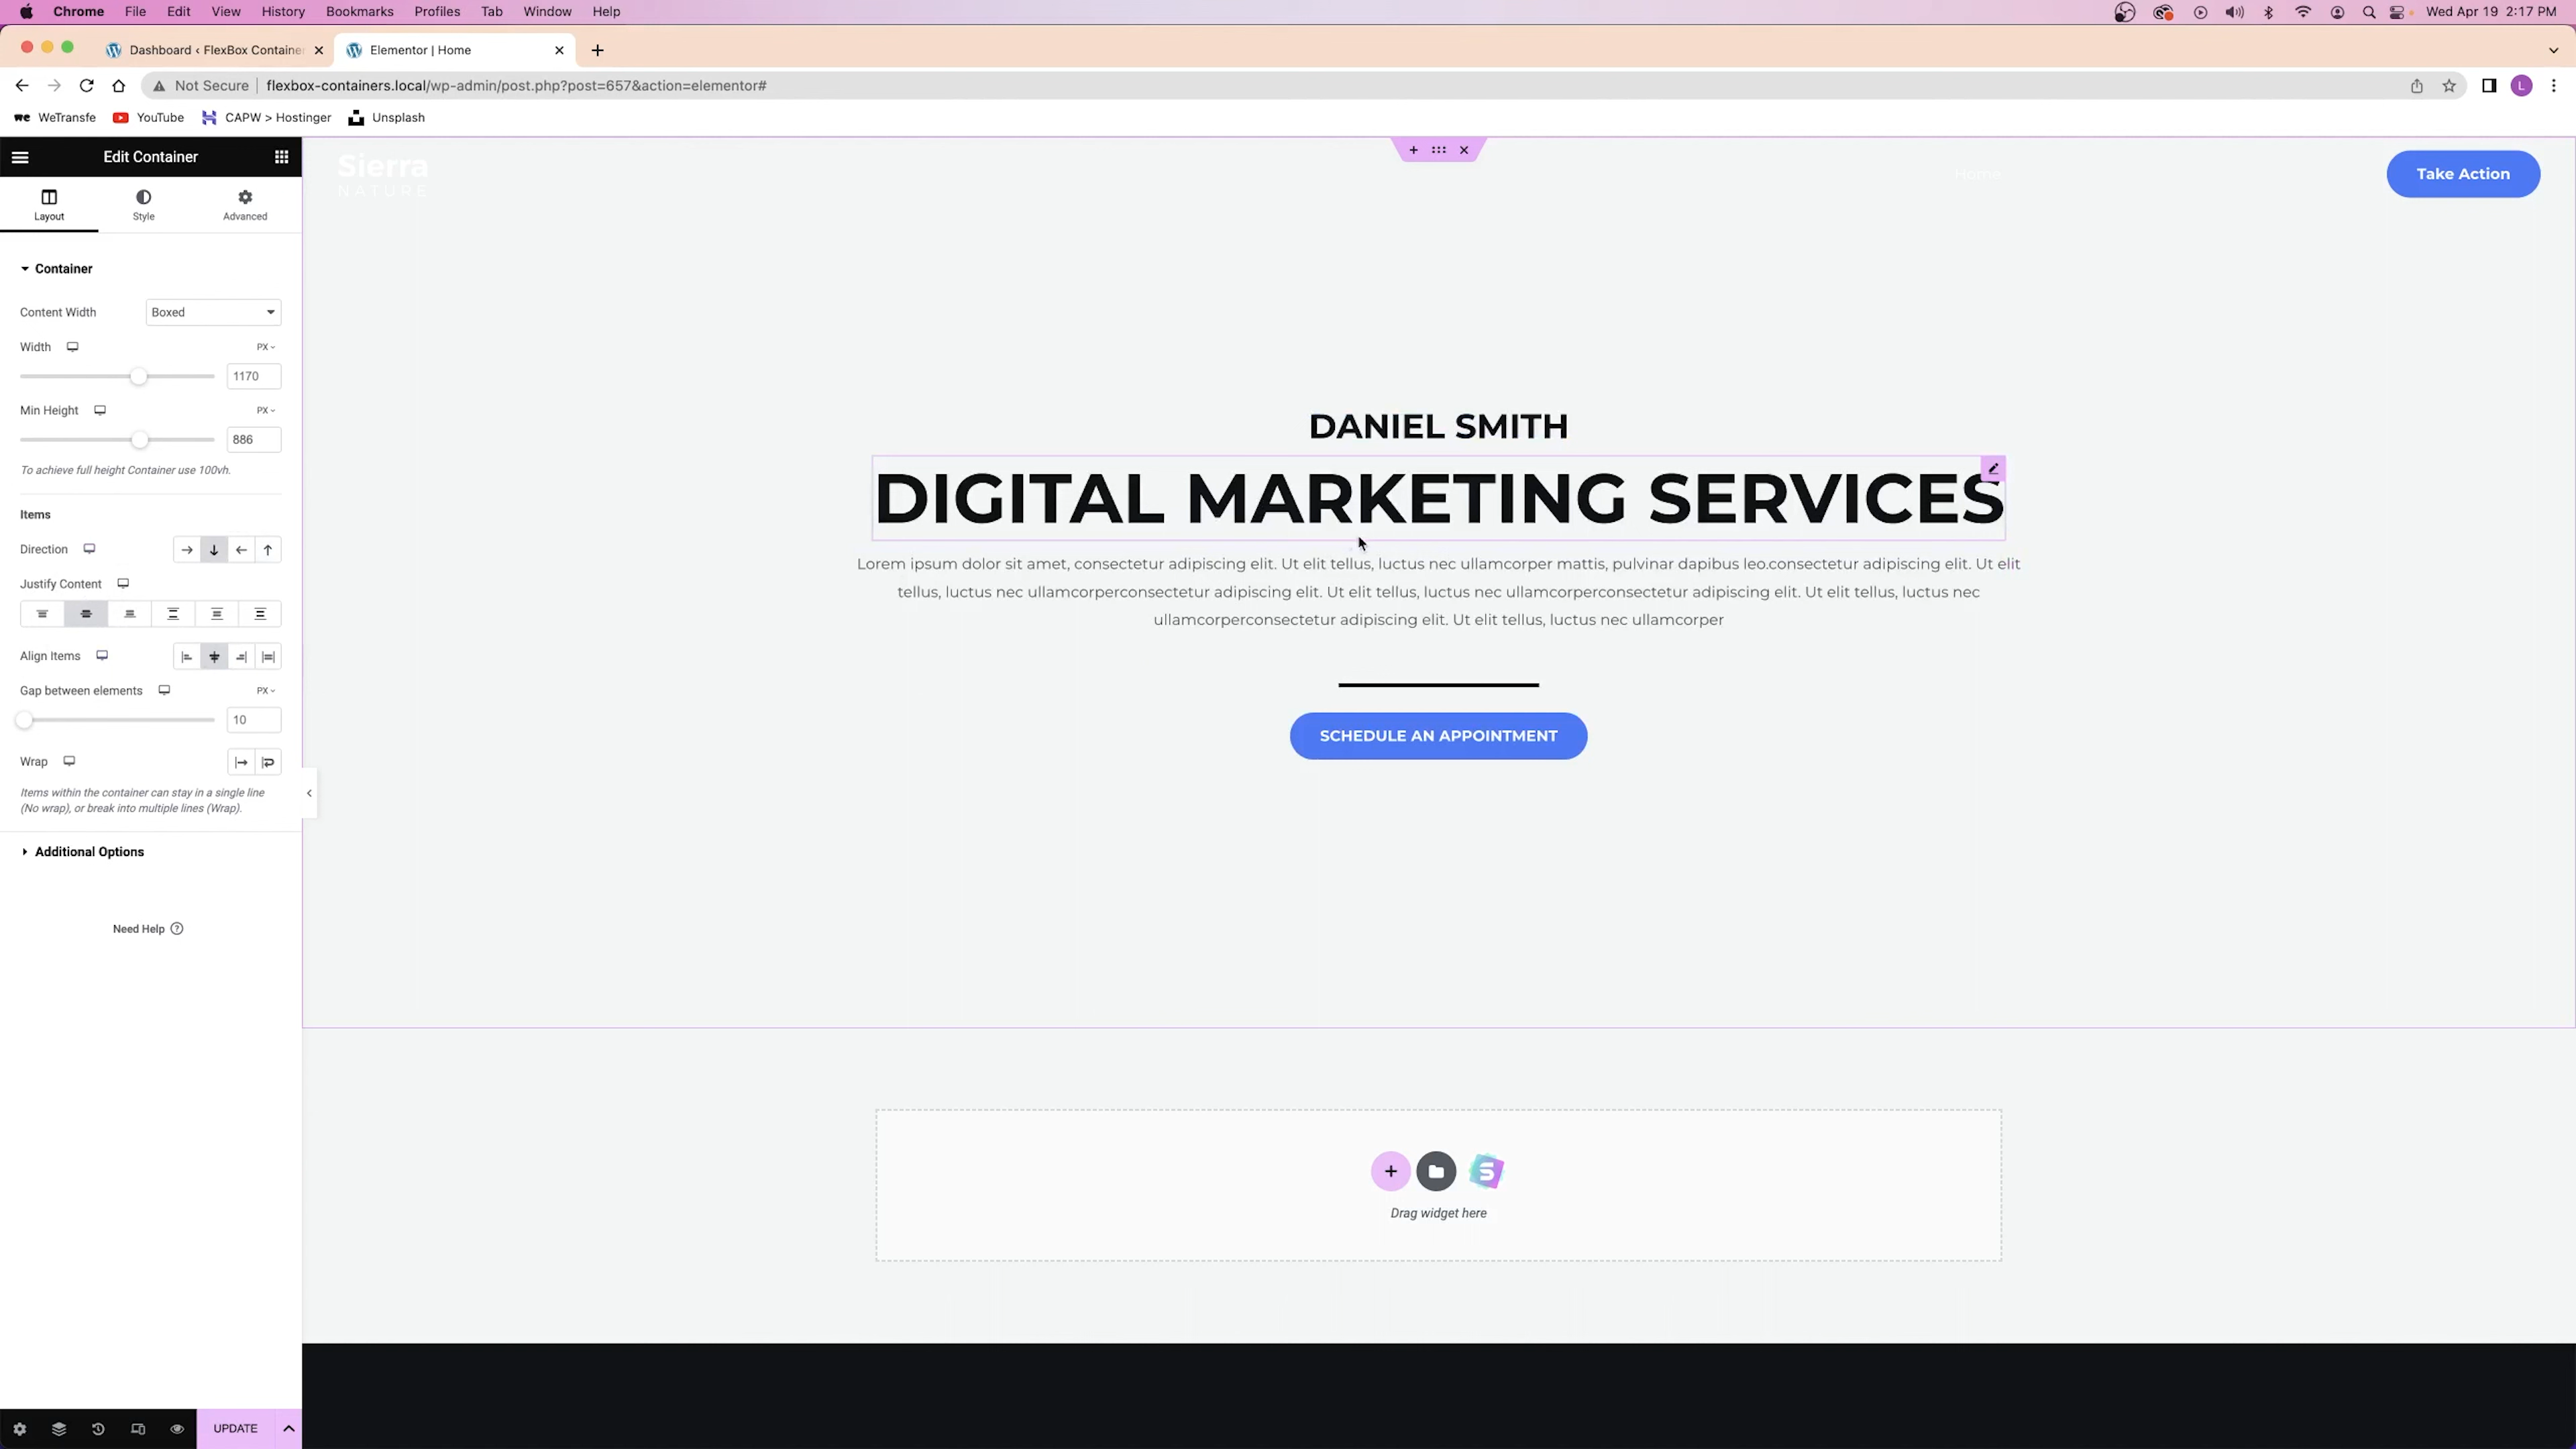 Chrome File Edit View History Bookmarks Profiles Tab Window Help Wed Apr 19 2:17 PM
Dashboard ‹ FlexBox Container Elementor | Home
Not Secure flexbox-containers.local/wp-admin/post.php?post=657&action=elementor# L
we WeTransfe YouTube CAPW > Hostinger Unsplash
Edit Container
Layout Style Advanced
Container
Content Width Boxed
Width PX
1170
Min Height PX
886
To achieve full height Container use 100vh.
Items
Direction
Justify Content
Align Items
Gap between elements PX
10
Wrap
Items within the container can stay in a single line
(No wrap), or break into multiple lines (Wrap).
Additional Options
Need Help
UPDATE
Sierra
NATURE
Home
Take Action
DANIEL SMITH
DIGITAL MARKETING SERVICES
Lorem ipsum dolor sit amet, consectetur adipiscing elit. Ut elit tellus, luctus nec ullamcorper mattis, pulvinar dapibus leo.consectetur adipiscing elit. Ut elit
tellus, luctus nec ullamcorperconsectetur adipiscing elit. Ut elit tellus, luctus nec ullamcorperconsectetur adipiscing elit. Ut elit tellus, luctus nec
ullamcorperconsectetur adipiscing elit. Ut elit tellus, luctus nec ullamcorper
SCHEDULE AN APPOINTMENT
Drag widget here